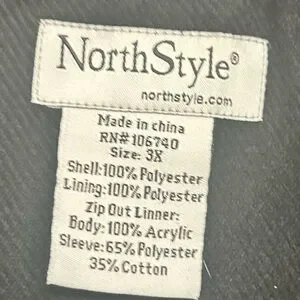 NorthStyle®
northstyle.com
Made in china
RN# 106740
Size: 3X
Shell:100% Polyester
Lining:100% Polyester
Zip Out Linner:
Body: 100% Acrylic
Sleeve: 65% Polyester
35% Cotton